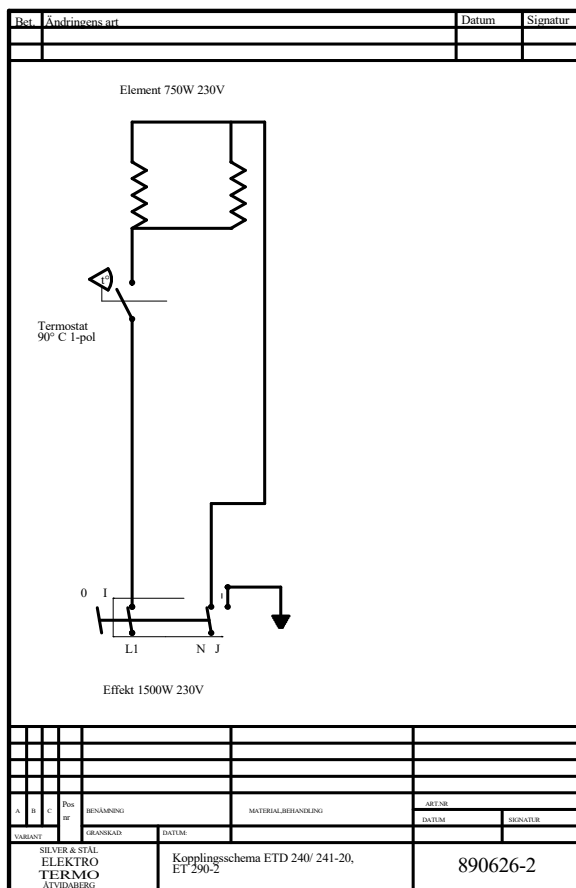 Bet. Ändringens art Datum Signatur
Element 750W 230V
t°
Termostat
90° C 1-pol
0 I
L1 N J
Effekt 1500W 230V
A B C Pos nr BENÄMNING MATERIAL,BEHANDLING ART.NR
DATUM SIGNATUR
VARIANT GRANSKAD: DATUM:
SILVER & STÅL
ELEKTRO
TERMO
ÅTVIDABERG
Kopplingsschema ETD 240/ 241-20,
ET 290-2
890626-2